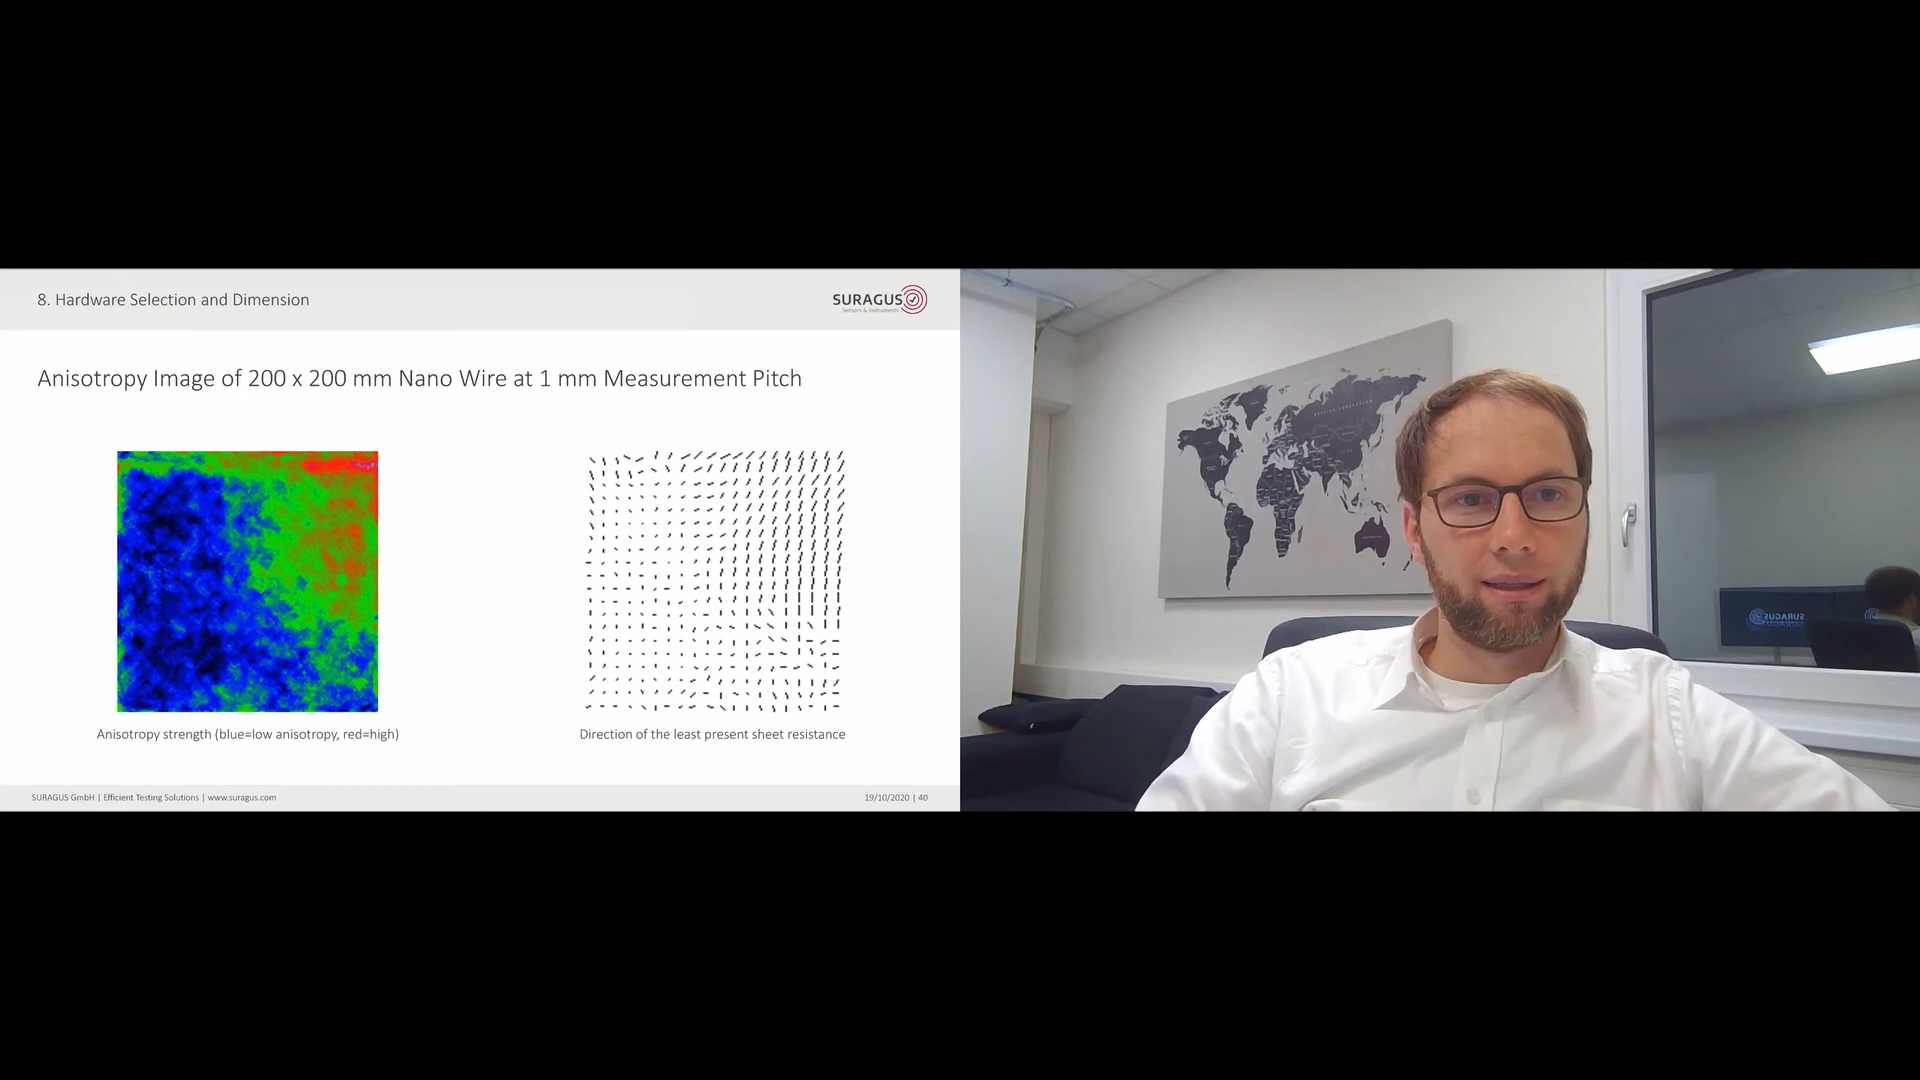 8. Hardware Selection and Dimension
SURAGUS
Sensors & Instruments
Anisotropy Image of 200 x 200 mm Nano Wire at 1 mm Measurement Pitch
Anisotropy strength (blue=low anisotropy, red=high)
Direction of the least present sheet resistance
SURAGUS GmbH | Efficient Testing Solutions | www.suragus.com
19/10/2020 | 40